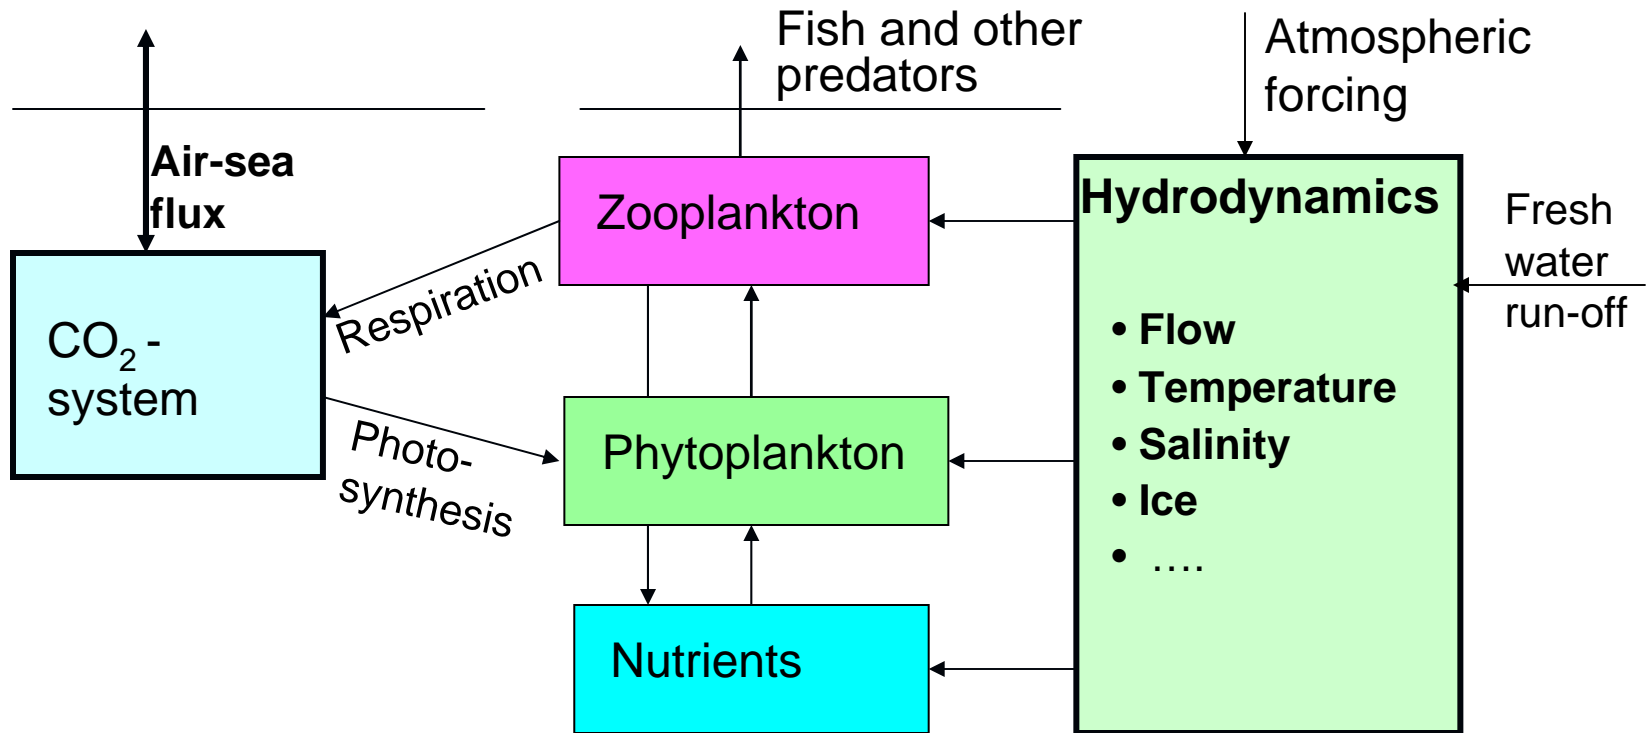 Fish and other
predators
Atmospheric
forcing
Air-sea
flux
Zooplankton
Hydrodynamics
Fresh
water
run-off
Respiration
CO₂ -
system
• Flow
• Temperature
• Salinity
• Ice
• ....
Photo-
synthesis
Phytoplankton
Nutrients